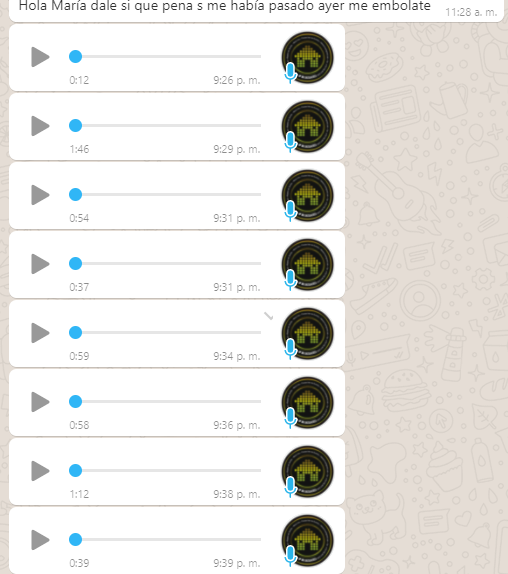 Hola María dale si que pena s me había pasado ayer me embolate
11:28 a. m.
0:12 9:26 p. m.
1:46 9:29 p. m.
0:54 9:31 p. m.
0:37 9:31 p. m.
0:59 9:34 p. m.
0:58 9:36 p. m.
1:12 9:38 p. m.
0:39 9:39 p. m.